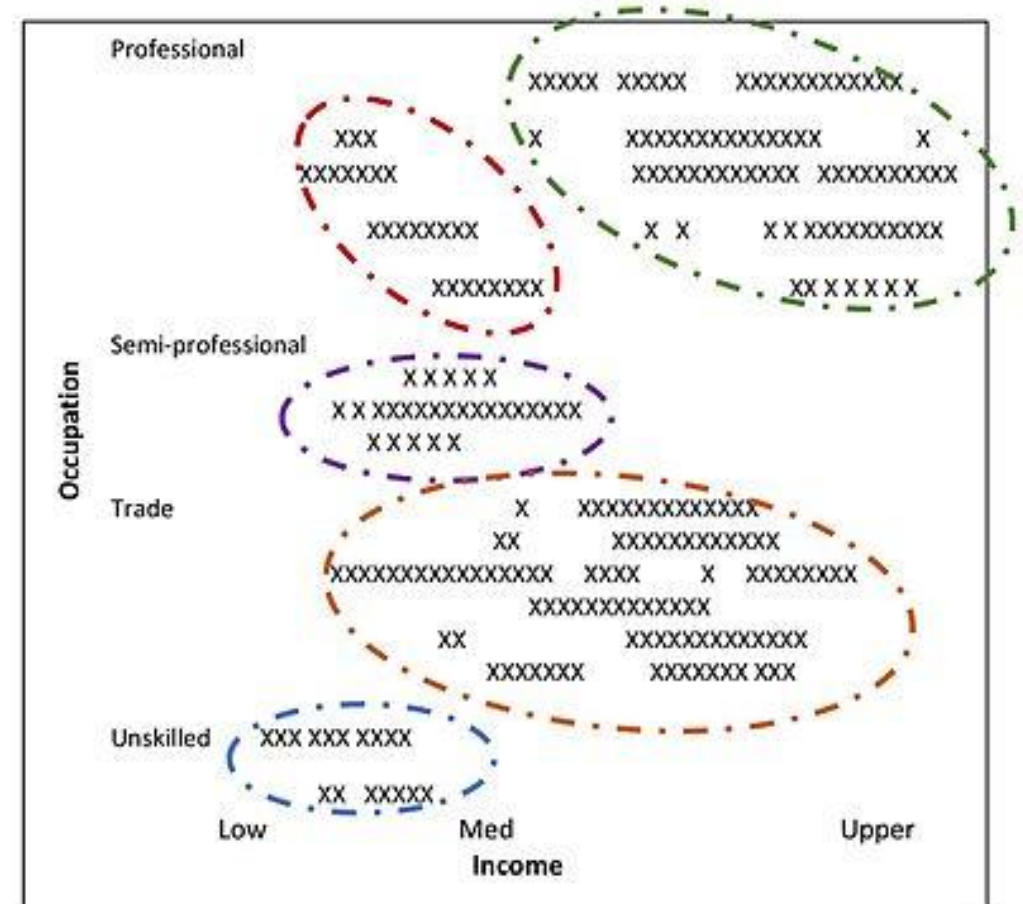 Professional
XXXXX XXXXX XXXXXXXXXXXX
XXX X XXXXXXXXXXXXXX X
XXXXXXX XXXXXXXXXXXX XXXXXXXXXX
XXXXXXXX X X X X XXXXXXXXXX
XXXXXXXX XX X X X X X
Semi-professional
X X X X X
X X XXXXXXXXXXXXXXX
X X X X X
Occupation
Trade X XXXXXXXXXXXXX
XX XXXXXXXXXXXX
XXXXXXXXXXXXXXXX XXXX X XXXXXXXX
XXXXXXXXXXXXX
XX XXXXXXXXXXXXX
XXXXXXX XXXXXXX XXX
Unskilled XXX XXX XXXX
XX XXXXX
Low Med Upper
Income